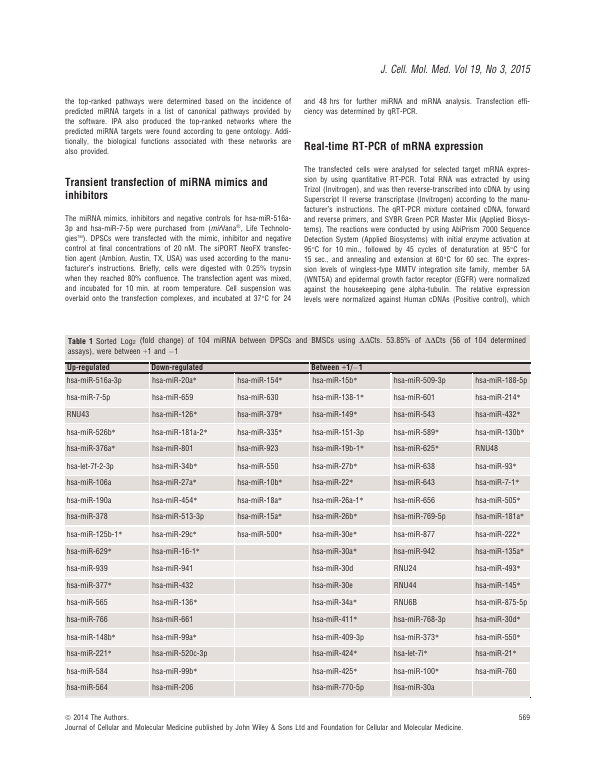 J. Cell. Mol. Med. Vol 19, No 3, 2015
the top-ranked pathways were determined based on the incidence of
predicted miRNA targets in a list of canonical pathways provided by
the software. IPA also produced the top-ranked networks where the
predicted miRNA targets were found according to gene ontology. Addi-
tionally, the biological functions associated with these networks are
also provided.
Transient transfection of miRNA mimics and
inhibitors
The miRNA mimics, inhibitors and negative controls for hsa-miR-516a-
3p and hsa-miR-7-5p were purchased from (mirVana®, Life Technolo-
gies™). DPSCs were transfected with the mimic, inhibitor and negative
control at final concentrations of 20 nM. The siPORT NeoFX transfec-
tion agent (Ambion, Austin, TX, USA) was used according to the manu-
facturer's instructions. Briefly, cells were digested with 0.25% trypsin
when they reached 80% confluence. The transfection agent was mixed,
and incubated for 10 min. at room temperature. Cell suspension was
overlaid onto the transfection complexes, and incubated at 37°C for 24
and 48 hrs for further miRNA and mRNA analysis. Transfection effi-
ciency was determined by qRT-PCR.
Real-time RT-PCR of mRNA expression
The transfected cells were analysed for selected target mRNA expres-
sion by using quantitative RT-PCR. Total RNA was extracted by using
Trizol (Invitrogen), and was then reverse-transcribed into cDNA by using
Superscript II reverse transcriptase (Invitrogen) according to the manu-
facturer's instructions. The qRT-PCR mixture contained cDNA, forward
and reverse primers, and SYBR Green PCR Master Mix (Applied Biosys-
tems). The reactions were conducted by using AbiPrism 7000 Sequence
Detection System (Applied Biosystems) with initial enzyme activation at
95°C for 10 min., followed by 45 cycles of denaturation at 95°C for
15 sec., and annealing and extension at 60°C for 60 sec. The expres-
sion levels of wingless-type MMTV integration site family, member 5A
(WNT5A) and epidermal growth factor receptor (EGFR) were normalized
against the housekeeping gene alpha-tubulin. The relative expression
levels were normalized against Human cDNAs (Positive control), which
Table 1 Sorted Log₂ (fold change) of 104 miRNA between DPSCs and BMSCs using ΔΔCts. 53.85% of ΔΔCts (56 of 104 determined
assays), were between +1 and −1
Up-regulated Down-regulated Between +1/−1
hsa-miR-516a-3p hsa-miR-20a* hsa-miR-154* hsa-miR-15b* hsa-miR-509-3p hsa-miR-188-5p
hsa-miR-7-5p hsa-miR-659 hsa-miR-630 hsa-miR-138-1* hsa-miR-601 hsa-miR-214*
RNU43 hsa-miR-126* hsa-miR-379* hsa-miR-149* hsa-miR-543 hsa-miR-432*
hsa-miR-526b* hsa-miR-181a-2* hsa-miR-335* hsa-miR-151-3p hsa-miR-589* hsa-miR-130b*
hsa-miR-376a* hsa-miR-801 hsa-miR-923 hsa-miR-19b-1* hsa-miR-625* RNU48
hsa-let-7f-2-3p hsa-miR-34b* hsa-miR-550 hsa-miR-27b* hsa-miR-638 hsa-miR-93*
hsa-miR-106a hsa-miR-27a* hsa-miR-10b* hsa-miR-22* hsa-miR-643 hsa-miR-7-1*
hsa-miR-190a hsa-miR-454* hsa-miR-18a* hsa-miR-26a-1* hsa-miR-656 hsa-miR-505*
hsa-miR-378 hsa-miR-513-3p hsa-miR-15a* hsa-miR-26b* hsa-miR-769-5p hsa-miR-181a*
hsa-miR-125b-1* hsa-miR-29c* hsa-miR-500* hsa-miR-30e* hsa-miR-877 hsa-miR-222*
hsa-miR-629* hsa-miR-16-1* hsa-miR-30a* hsa-miR-942 hsa-miR-135a*
hsa-miR-939 hsa-miR-941 hsa-miR-30d RNU24 hsa-miR-493*
hsa-miR-377* hsa-miR-432 hsa-miR-30e RNU44 hsa-miR-145*
hsa-miR-565 hsa-miR-136* hsa-miR-34a* RNU6B hsa-miR-875-5p
hsa-miR-766 hsa-miR-661 hsa-miR-411* hsa-miR-768-3p hsa-miR-30d*
hsa-miR-148b* hsa-miR-99a* hsa-miR-409-3p hsa-miR-373* hsa-miR-550*
hsa-miR-221* hsa-miR-520c-3p hsa-miR-424* hsa-let-7i* hsa-miR-21*
hsa-miR-584 hsa-miR-99b* hsa-miR-425* hsa-miR-100* hsa-miR-760
hsa-miR-564 hsa-miR-206 hsa-miR-770-5p hsa-miR-30a
© 2014 The Authors. 569
Journal of Cellular and Molecular Medicine published by John Wiley & Sons Ltd and Foundation for Cellular and Molecular Medicine.